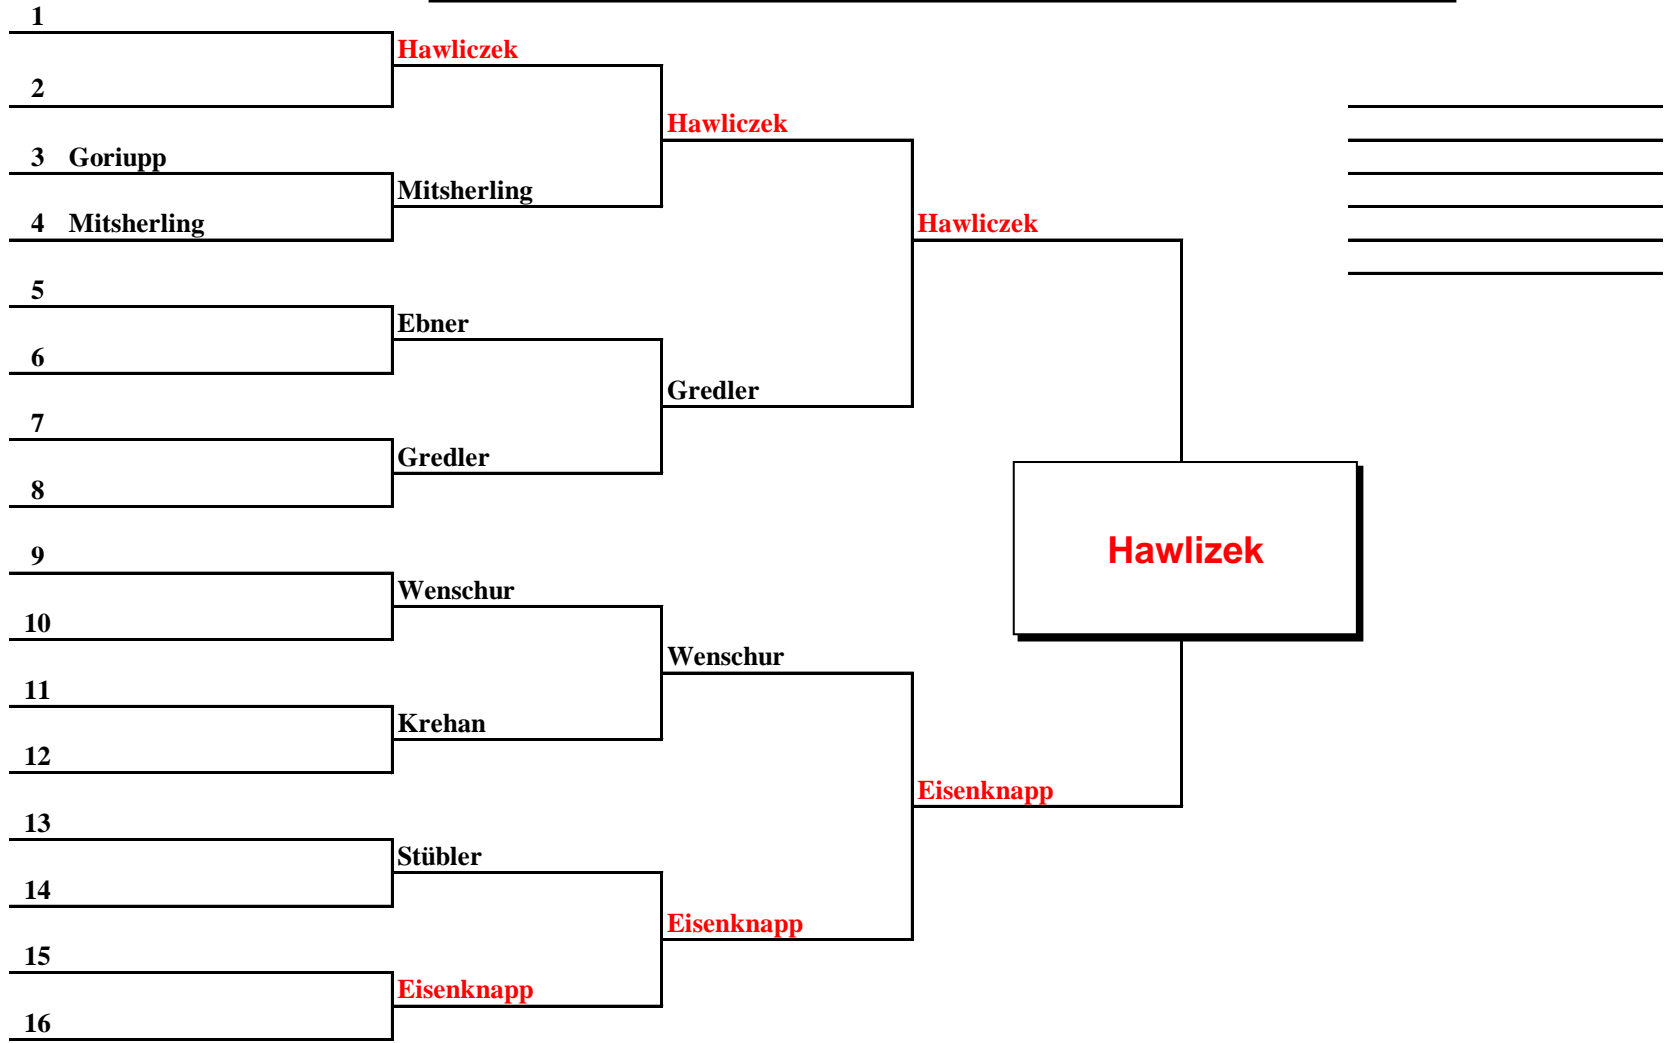 1
Hawliczek
2
Hawliczek
3 Goriupp
Mitsherling
4 Mitsherling
Hawliczek
5
Ebner
6
Gredler
7
Gredler
8
Hawlizek
9
Wenschur
10
Wenschur
11
Krehan
12
Eisenknapp
13
Stübler
14
Eisenknapp
15
Eisenknapp
16